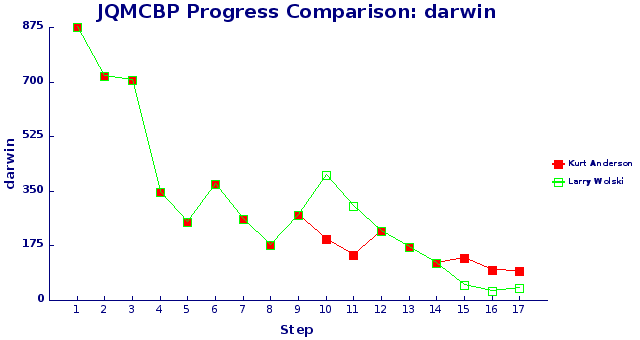 JQMCBP Progress Comparison: darwin
875
700
525
350
175
0
darwin
1 2 3 4 5 6 7 8 9 10 11 12 13 14 15 16 17
Step
Kurt Anderson
Larry Wolski